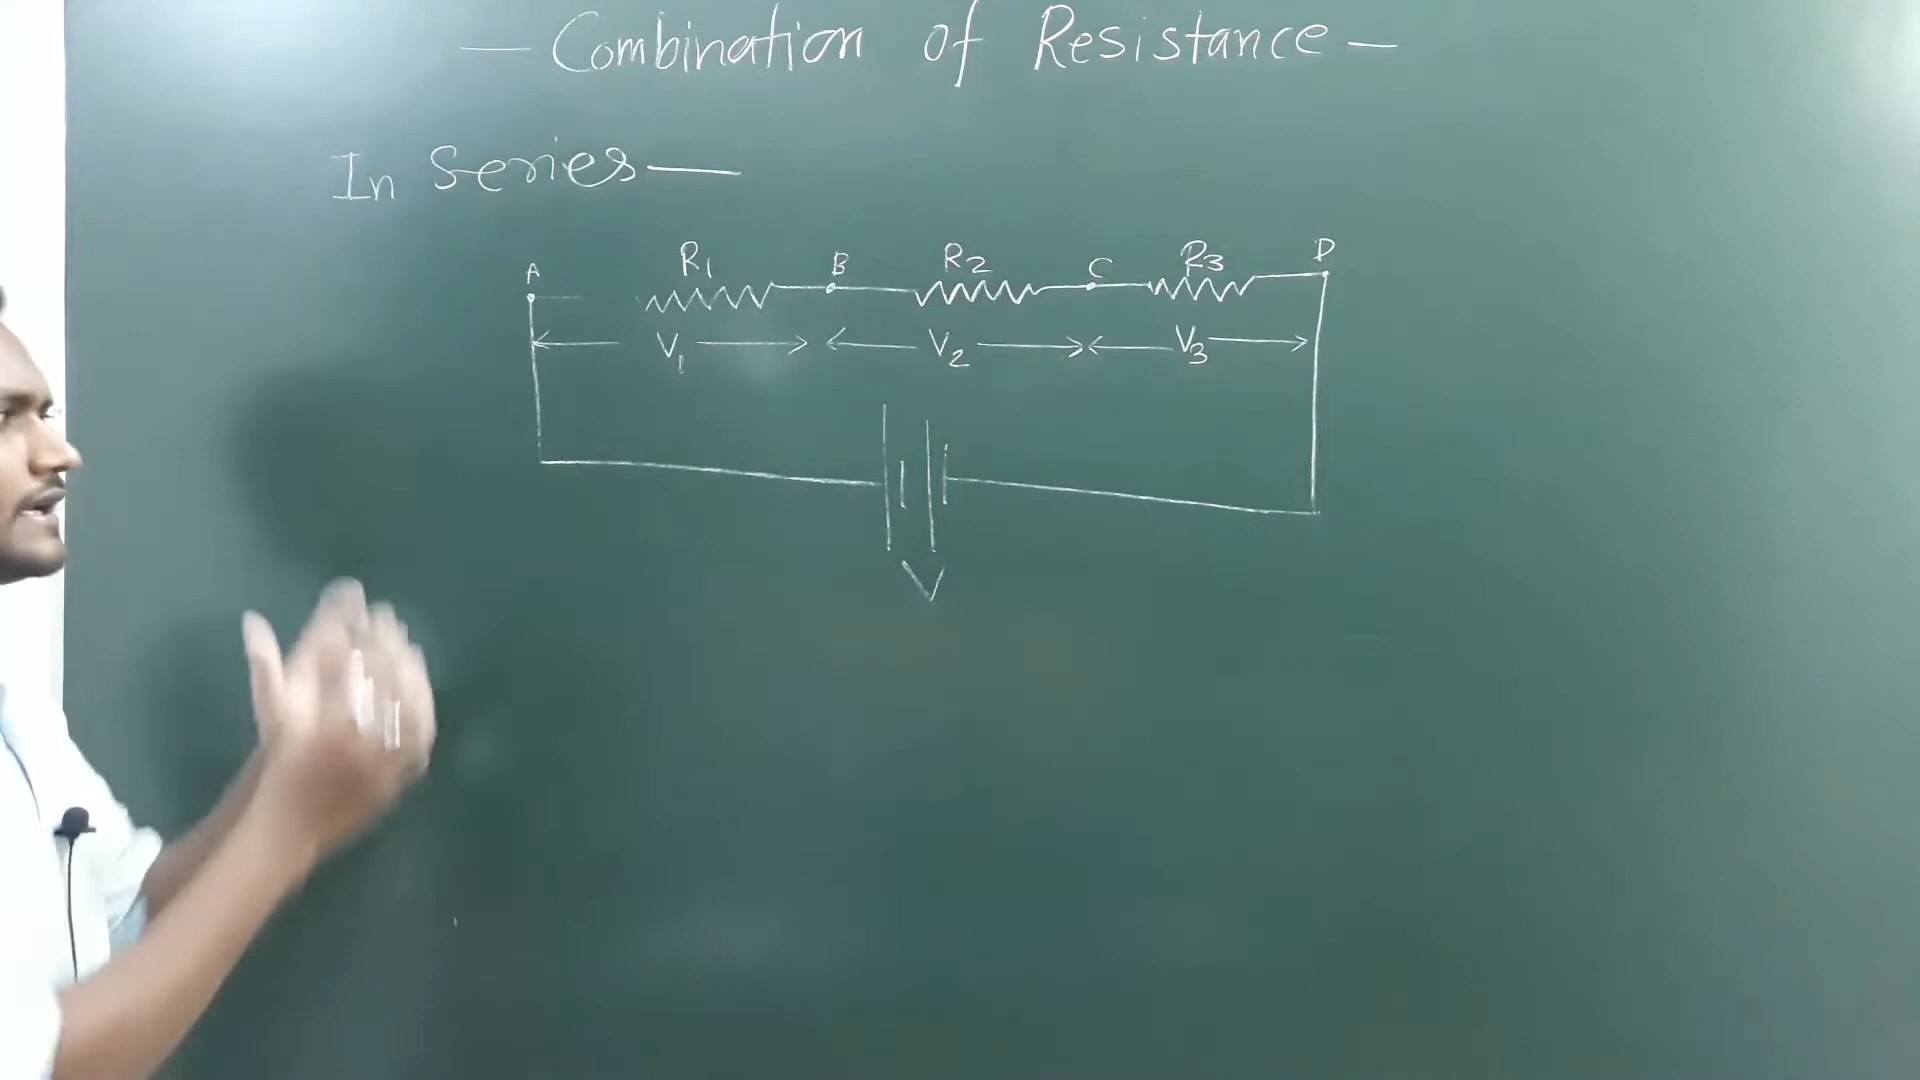 — Combination of Resistance —
In Series —
A R1 B R2 C R3 D
V1 V2 V3
V